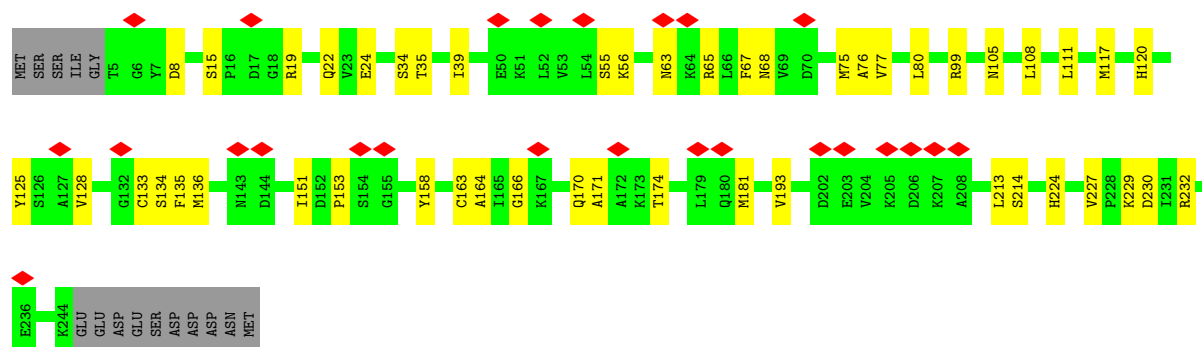 MET SER SER ILE GLY T5 G6 Y7 D8 S15 P16 D17 G18 R19 Q22 V23 E24 S34 T35 I39 E50 K51 L52 V53 L54 S55 K56 N63 K64 R65 L66 F67 N68 V69 D70 M75 A76 V77 L80 R99 N105 L108 L111 M117 H120
Y125 S126 A127 V128 G132 C133 S134 F135 M136 N143 D144 I151 D152 P153 S154 G155 Y158 C163 A164 I165 G166 K167 Q170 A171 A172 K173 T174 L179 Q180 M181 V193 D202 E203 V204 K205 D206 K207 A208 L213 S214 H224 V227 P228 K229 D230 I231 R232
E236 K244 GLU GLU ASP GLU SER ASP ASP ASP ASN MET